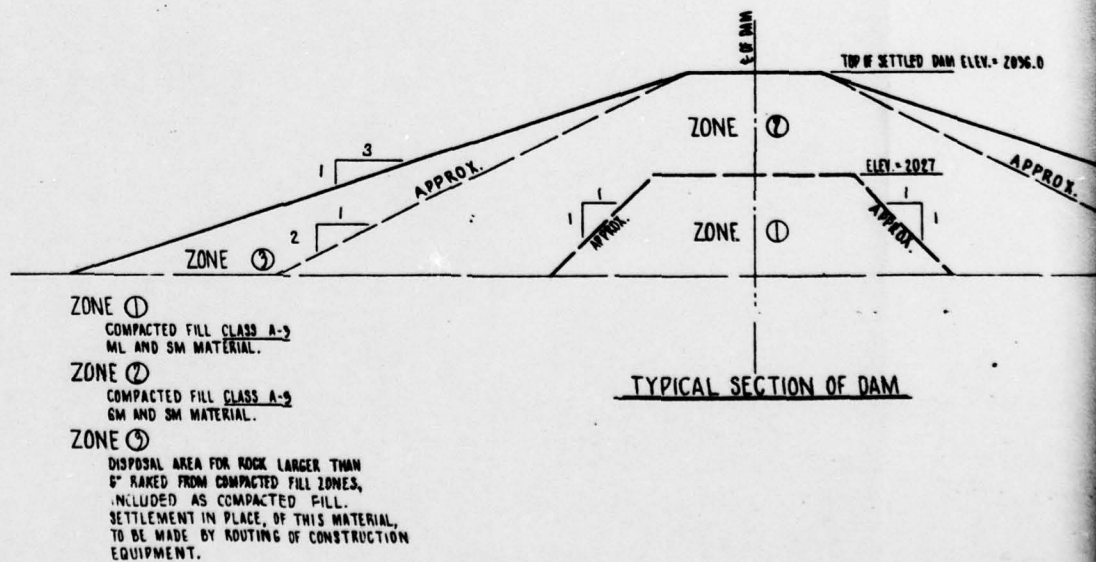 ℄ OF DAM
TOP OF SETTLED DAM ELEV.= 2036.0
ZONE ②
3
1
APPROX.
APPROX.
ELEV.= 2027
1
1
APPROX.
1
1
APPROX.
1
2
ZONE ①
ZONE ③
ZONE ①
COMPACTED FILL CLASS A-3
ML AND SM MATERIAL.
ZONE ②
COMPACTED FILL CLASS A-3
GM AND SM MATERIAL.
ZONE ③
DISPOSAL AREA FOR ROCK LARGER THAN
6" RAKED FROM COMPACTED FILL ZONES,
INCLUDED AS COMPACTED FILL.
SETTLEMENT IN PLACE, OF THIS MATERIAL,
TO BE MADE BY ROUTING OF CONSTRUCTION
EQUIPMENT.
TYPICAL SECTION OF DAM